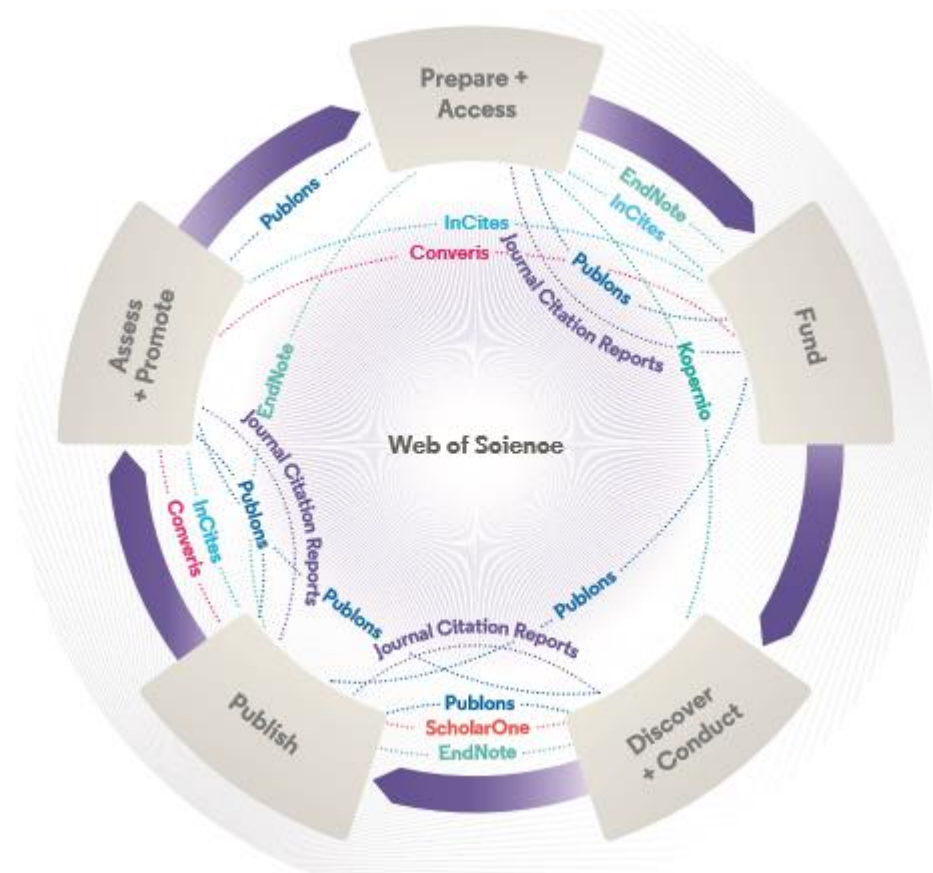 Prepare +
Access
EndNote
InCites
Publons
InCites
Converis
Journal Citation Reports
Publons
Kopernio
Fund
Assess
+ Promote
EndNote
Journal Citation Reports
Publons
InCites
Converis
Web of Soienoe
Publons
Publons
Journal Citation Reports
Publons
ScholarOne
EndNote
Publish
Discover
+ Conduct